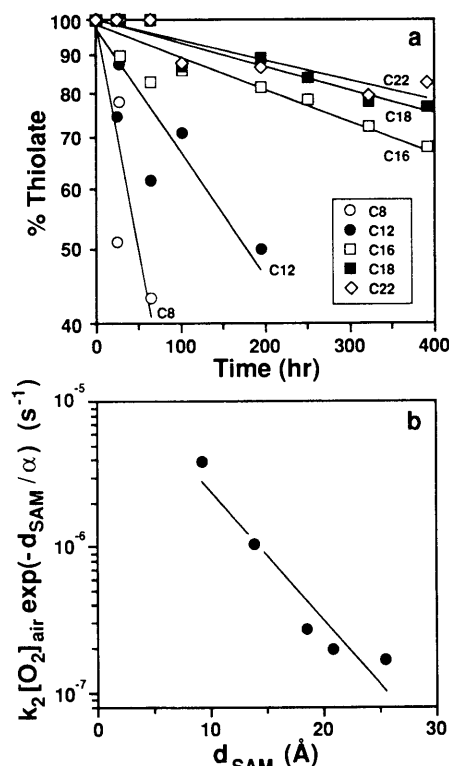 a
100
90
80
70
60
50
40
% Thiolate
C22
C18
C16
C12
C8
C8
C12
C16
C18
C22
0
100
200
300
400
Time (hr)
b
10⁻⁵
10⁻⁶
10⁻⁷
k₂[O₂]air exp(-dSAM/α) (s⁻¹)
0
10
20
30
dSAM (Å)